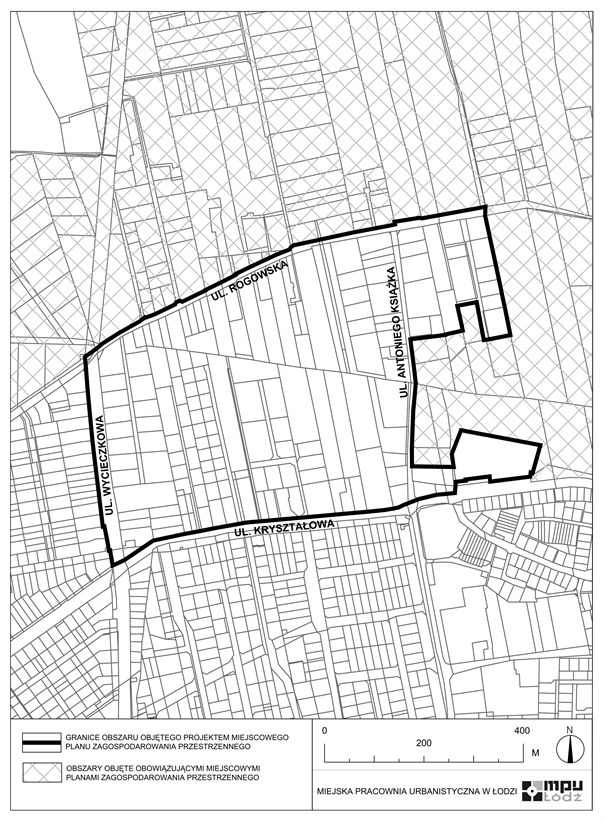 UL. ROGOWSKA
UL. ANTONIEGO KSIĄŻKA
UL. WYCIECZKOWA
UL. KRYSZTAŁOWA
GRANICE OBSZARU OBJĘTEGO PROJEKTEM MIEJSCOWEGO
PLANU ZAGOSPODAROWANIA PRZESTRZENNEGO
OBSZARY OBJĘTE OBOWIĄZUJĄCYMI MIEJSCOWYMI
PLANAMI ZAGOSPODAROWANIA PRZESTRZENNEGO
0 400
200
M
N
MIEJSKA PRACOWNIA URBANISTYCZNA W ŁODZI
mpu
Łódź